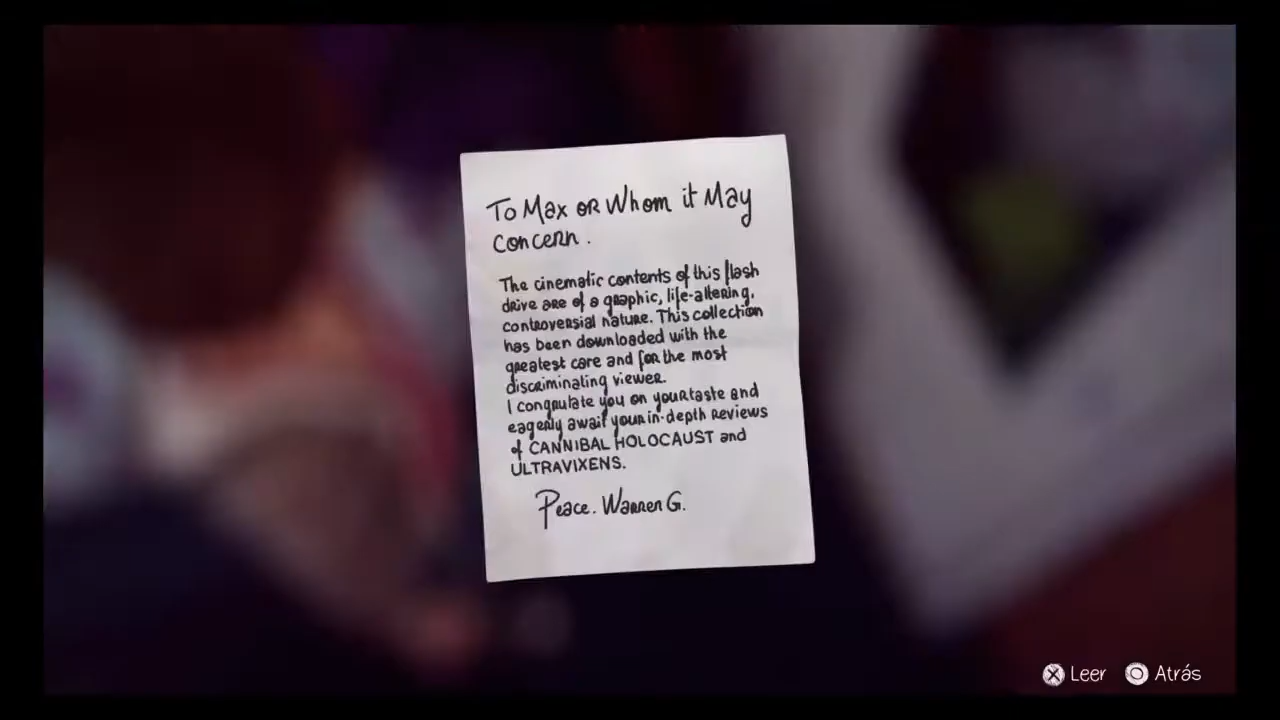 To Max or Whom it May
Concern.
The cinematic contents of this flash
drive are of a graphic, life-altering,
controversial nature. This collection
has been downloaded with the
greatest care and for the most
discriminating viewer.
I congrulate you on your taste and
eagerly await your in-depth reviews
of CANNIBAL HOLOCAUST and
ULTRAVIXENS.
Peace. Warren G.
Leer
Atrás